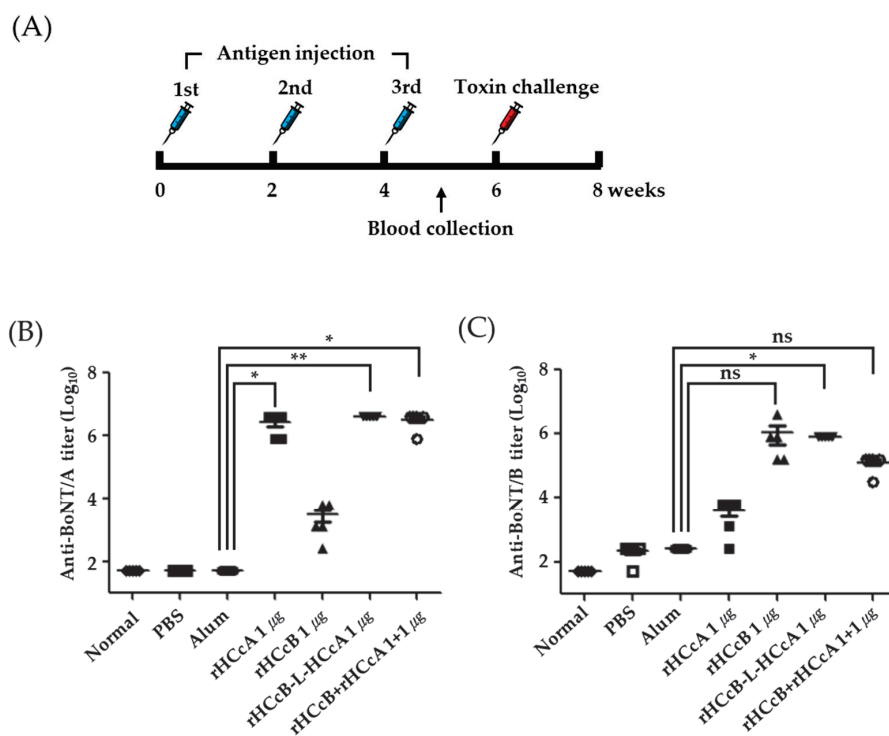 (A)
Antigen injection
1st 2nd 3rd Toxin challenge
0 2 4 6 8 weeks
Blood collection
(B)
*
**
*
Anti-BoNT/A titer (Log₁₀)
8
6
4
2
Normal
PBS
Alum
rHCcA 1 µg
rHCcB 1 µg
rHCcB-L-HCcA 1 µg
rHCcB+rHCcA 1+1 µg
(C)
ns
*
ns
Anti-BoNT/B titer (Log₁₀)
8
6
4
2
Normal
PBS
Alum
rHCcA 1 µg
rHCcB 1 µg
rHCcB-L-HCcA 1 µg
rHCcB+rHCcA 1+1 µg